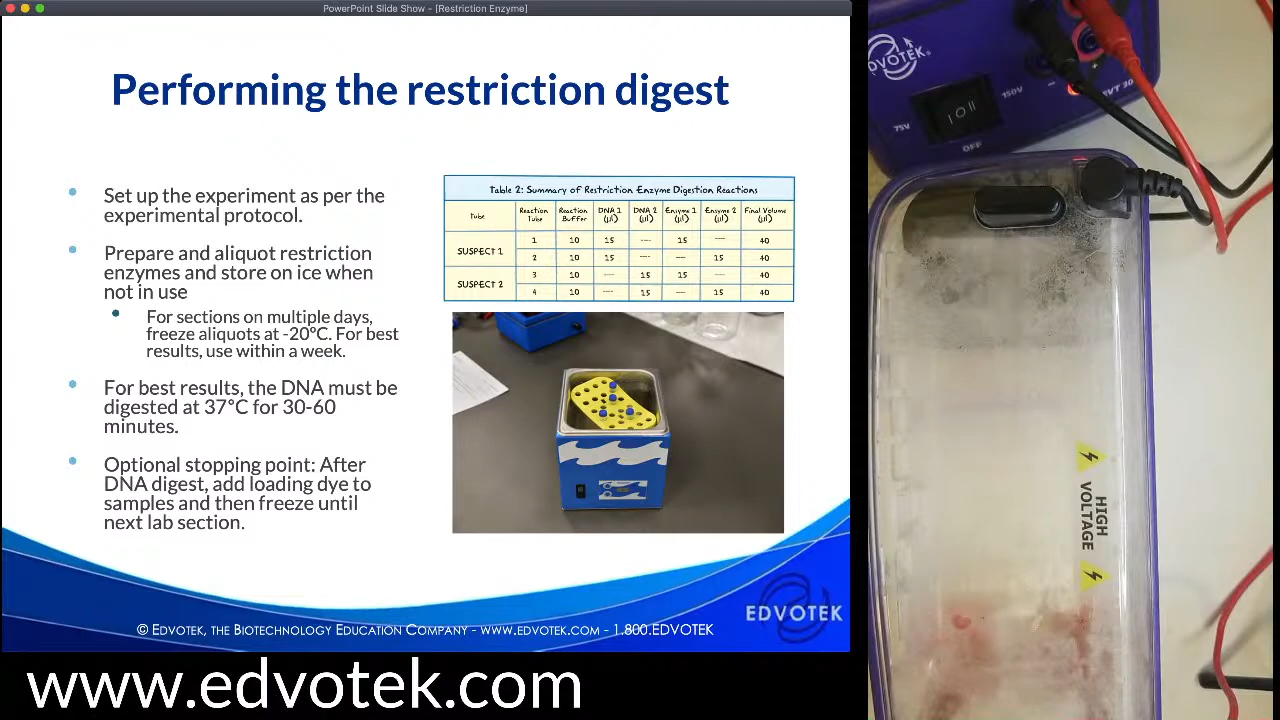 PowerPoint Slide Show - [Restriction Enzyme]
Performing the restriction digest
Set up the experiment as per the
experimental protocol.
Prepare and aliquot restriction
enzymes and store on ice when
not in use
For sections on multiple days,
freeze aliquots at -20°C. For best
results, use within a week.
For best results, the DNA must be
digested at 37°C for 30-60
minutes.
Optional stopping point: After
DNA digest, add loading dye to
samples and then freeze until
next lab section.
Table 2: Summary of Restriction Enzyme Digestion Reactions
Tube Reaction Tube Reaction Buffer DNA 1 (µl) DNA 2 (µl) Enzyme 1 (µl) Enzyme 2 (µl) Final Volume (µl)
SUSPECT 1
1 10 15 ---- 15 ---- 40
2 10 15 ---- ---- 15 40
SUSPECT 2
3 10 ---- 15 15 ---- 40
4 10 ---- 15 ---- 15 40
EDVOTEK
© EDVOTEK, THE BIOTECHNOLOGY EDUCATION COMPANY - WWW.EDVOTEK.COM - 1.800.EDVOTEK
www.edvotek.com
EDVOTEK®
75V
150V
OFF
HIGH
VOLTAGE